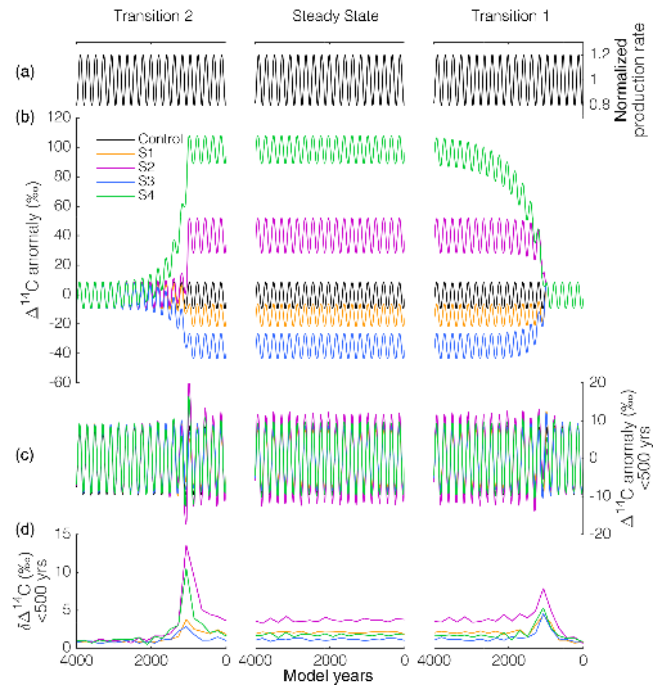 Transition 2 Steady State Transition 1
(a)
1.2
1
0.8
Normalized
production rate
(b)
120
100
80
60
40
20
0
-20
-40
-60
Δ¹⁴C anomaly (‰)
Control
S1
S2
S3
S4
(c)
20
10
0
-10
-20
Δ¹⁴C anomaly (‰)
<500 yrs
(d)
15
10
5
0
δΔ¹⁴C (‰)
<500 yrs
4000 2000 0 4000 2000 0 4000 2000 0
Model years